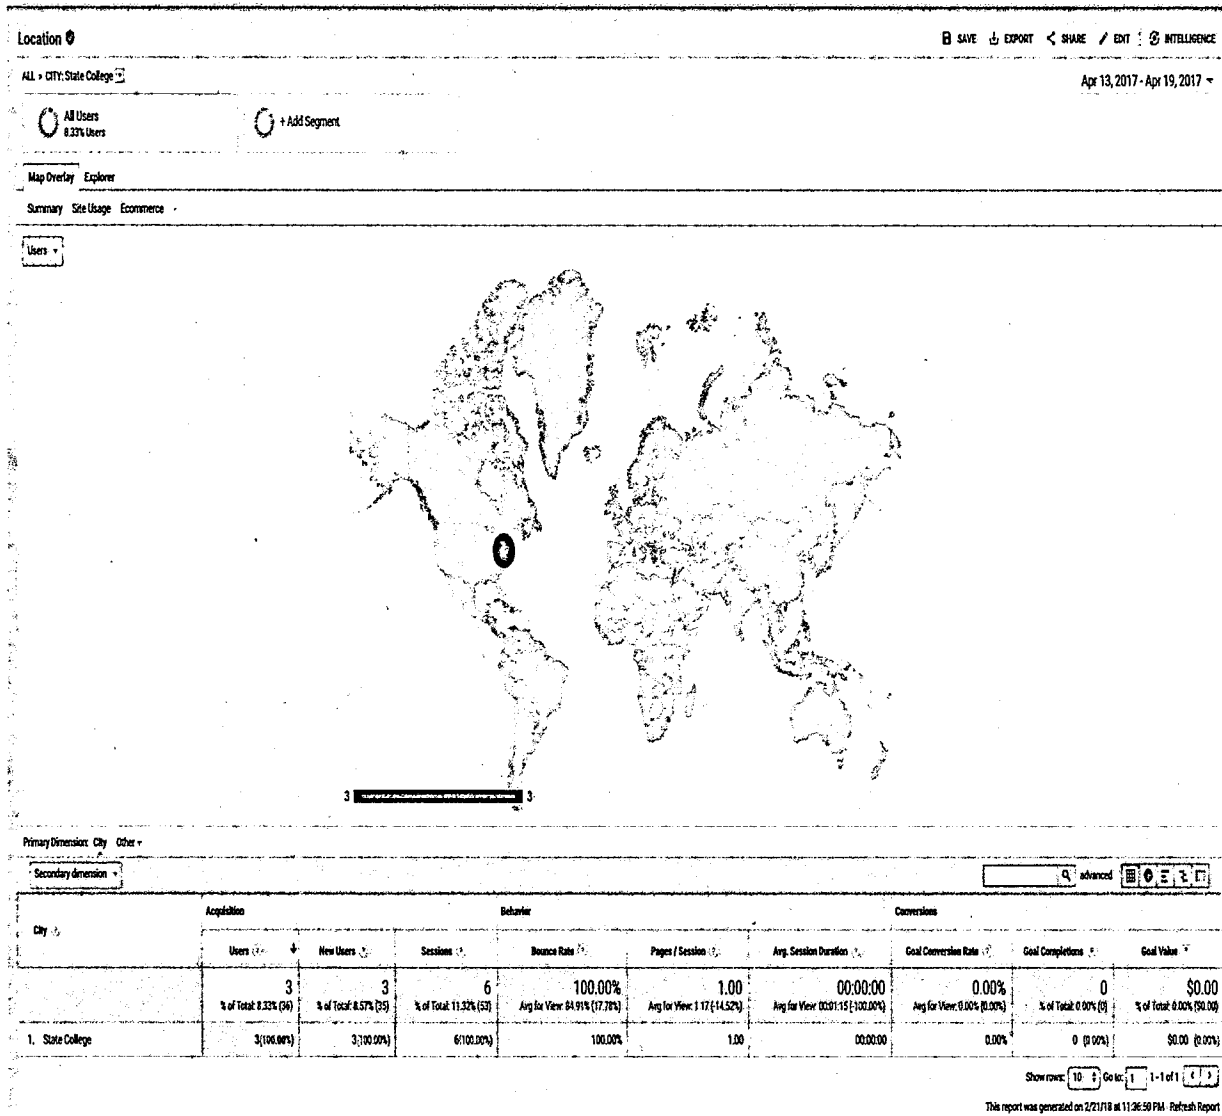 Location
SAVE EXPORT SHARE EDIT INTELLIGENCE
ALL » CITY: State College
Apr 13, 2017 - Apr 19, 2017
All Users
8.33% Users
+ Add Segment
Map Overlay Explorer
Summary Site Usage Ecommerce
Users
3 3
Primary Dimension: City Other
Secondary dimension
advanced
Acquisition Behavior Conversions
City
Users New Users Sessions Bounce Rate Pages / Session Avg. Session Duration Goal Conversion Rate Goal Completions Goal Value
3 3 6 100.00% 1.00 00:00:00 0.00% 0 $0.00
% of Total: 8.33% (36) % of Total: 8.57% (35) % of Total: 11.32% (53) Avg for View: 84.91% (17.78%) Avg for View: 1.17 (-14.52%) Avg for View: 00:01:15 (-100.00%) Avg for View: 0.00% (0.00%) % of Total: 0.00% (0) % of Total: 0.00% ($0.00)
1. State College 3(100.00%) 3(100.00%) 6(100.00%) 100.00% 1.00 00:00:00 0.00% 0 (0.00%) $0.00 (0.00%)
Show rows: 10 Go to: 1 1-1 of 1
This report was generated on 2/21/18 at 11:36:59 PM - Refresh Report